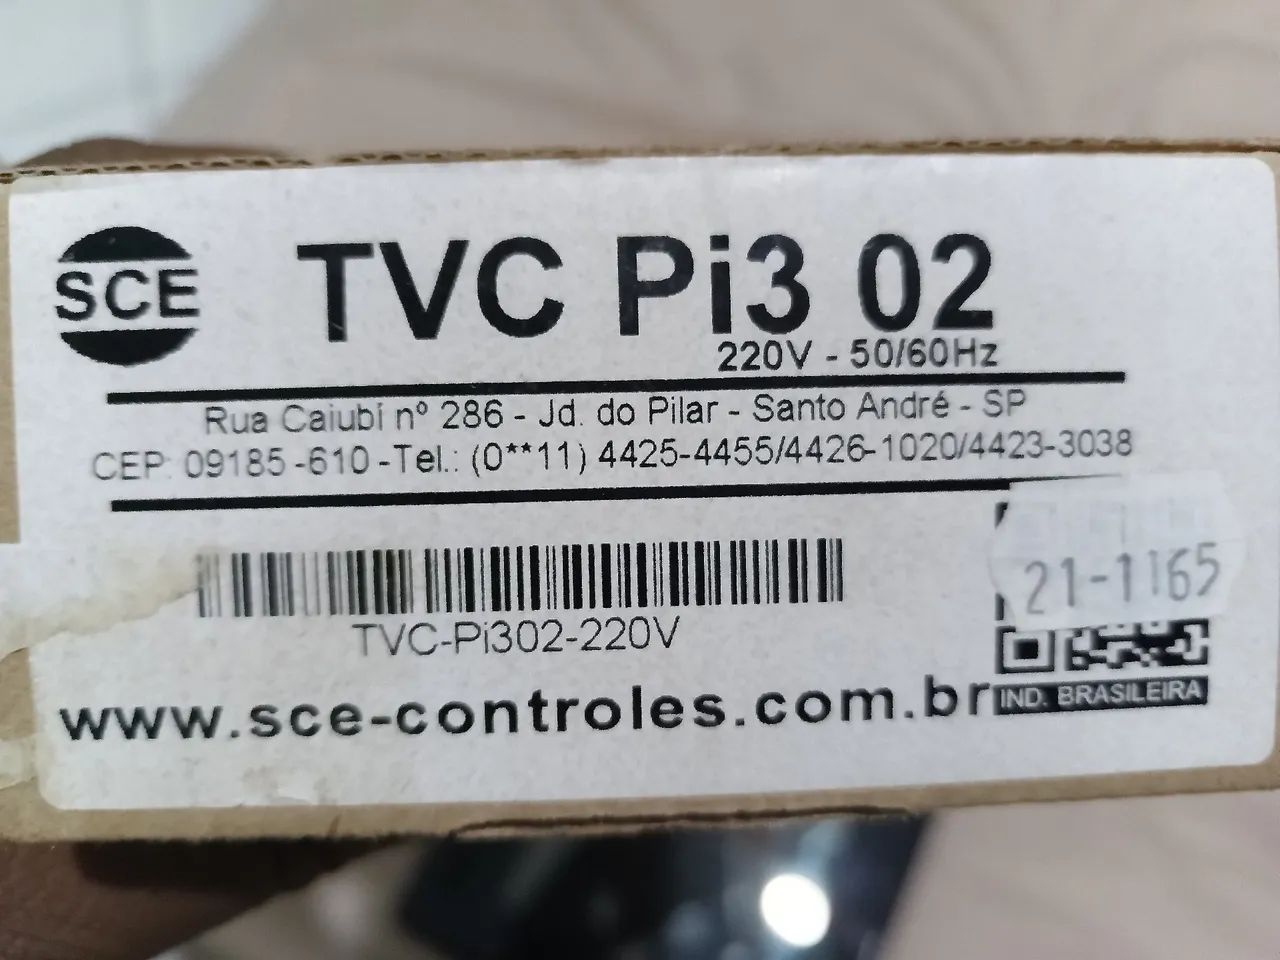 SCE
TVC Pi3 02
220V - 50/60Hz
Rua Caiubi nº 286 - Jd. do Pilar - Santo André - SP
CEP: 09185-610 -Tel.: (0**11) 4425-4455/4426-1020/4423-3038
21-1165
TVC-Pi302-220V
www.sce-controles.com.br
IND. BRASILEIRA